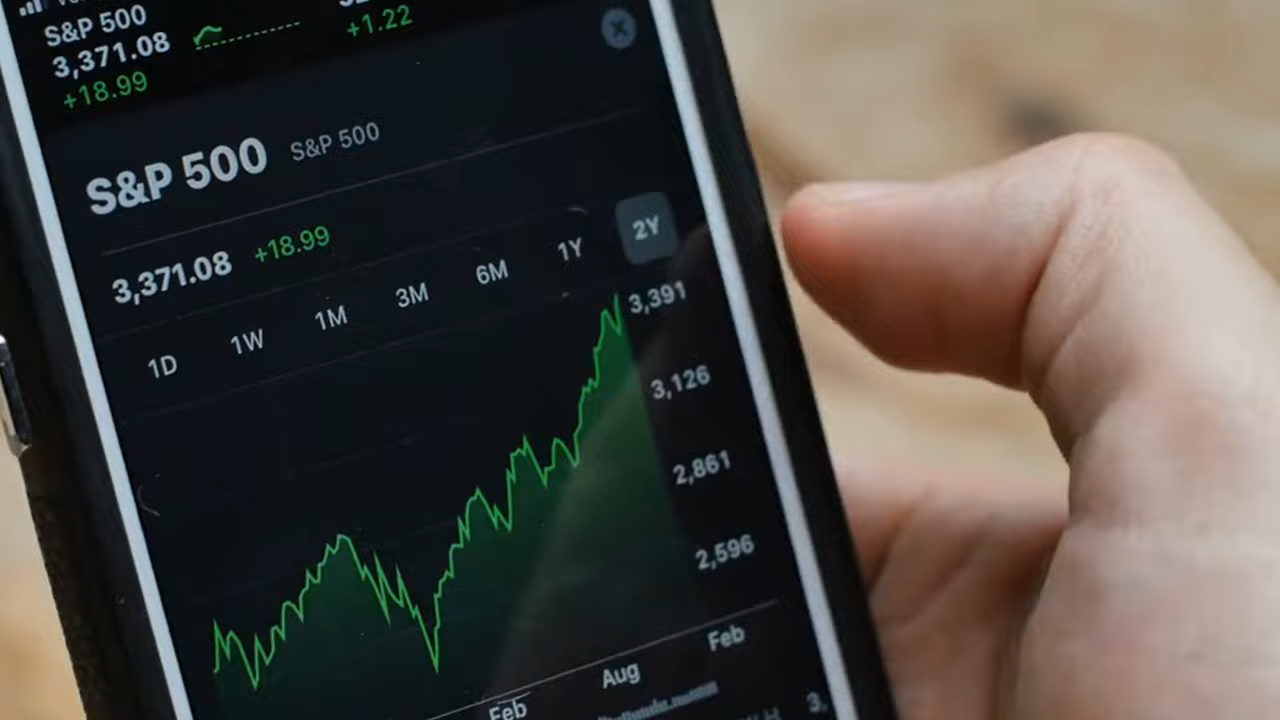 S&P 500
3,371.08
+18.99
+1.22
S&P 500 S&P 500
3,371.08 +18.99
1D 1W 1M 3M 6M 1Y 2Y
3,391
3,126
2,861
2,596
Feb Aug Feb